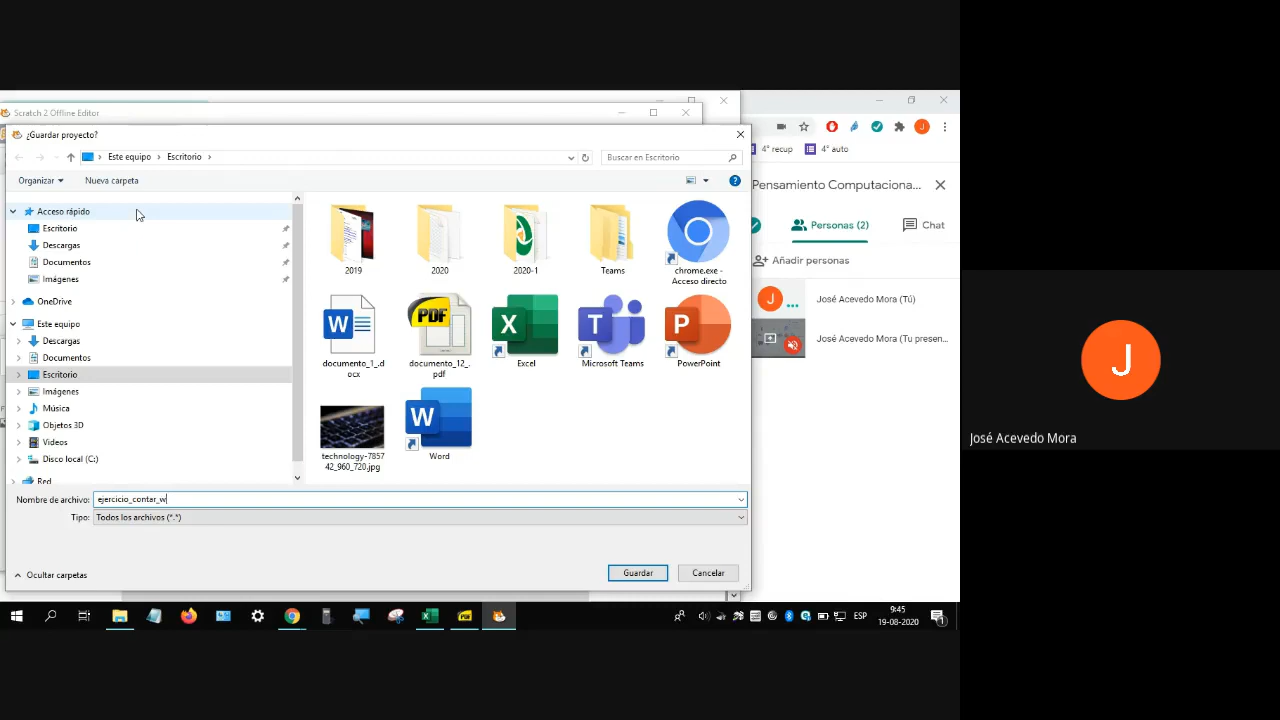 Scratch 2 Offline Editor
¿Guardar proyecto?
Este equipo
Escritorio
Buscar en Escritorio
Organizar
Nueva carpeta
Acceso rápido
Escritorio
Descargas
Documentos
Imágenes
OneDrive
Este equipo
Descargas
Documentos
Escritorio
Imágenes
Música
Objetos 3D
Videos
Disco local (C:)
Red
2019
2020
2020-1
Teams
chrome.exe -
Acceso directo
documento_1_.d
ocx
PDF
documento_12_.
pdf
Excel
Microsoft Teams
PowerPoint
technology-7857
42_960_720.jpg
Word
Nombre de archivo:
ejercicio_contar_w
Tipo:
Todos los archivos (*.*)
Ocultar carpetas
Guardar
Cancelar
4° recup
4° auto
Pensamiento Computaciona...
Personas (2)
Chat
Añadir personas
J
José Acevedo Mora (Tú)
José Acevedo Mora (Tu presen...
ESP
9:45
19-08-2020
J
José Acevedo Mora